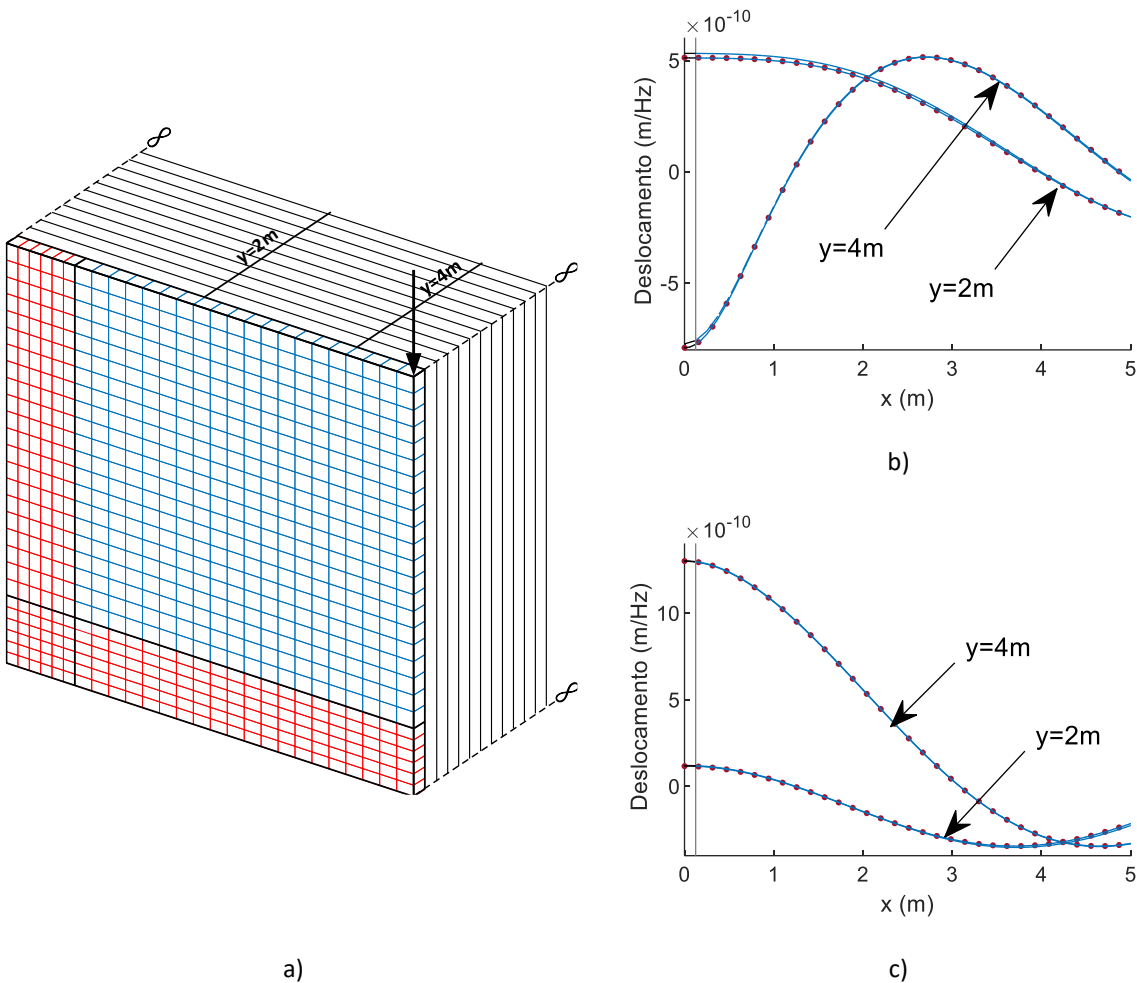 ∞
y=2m
y=4m
∞
∞
a)
×10-10
5
0
-5
Deslocamento (m/Hz)
y=4m
y=2m
0 1 2 3 4 5
x (m)
b)
×10-10
10
5
0
Deslocamento (m/Hz)
y=4m
y=2m
0 1 2 3 4 5
x (m)
c)